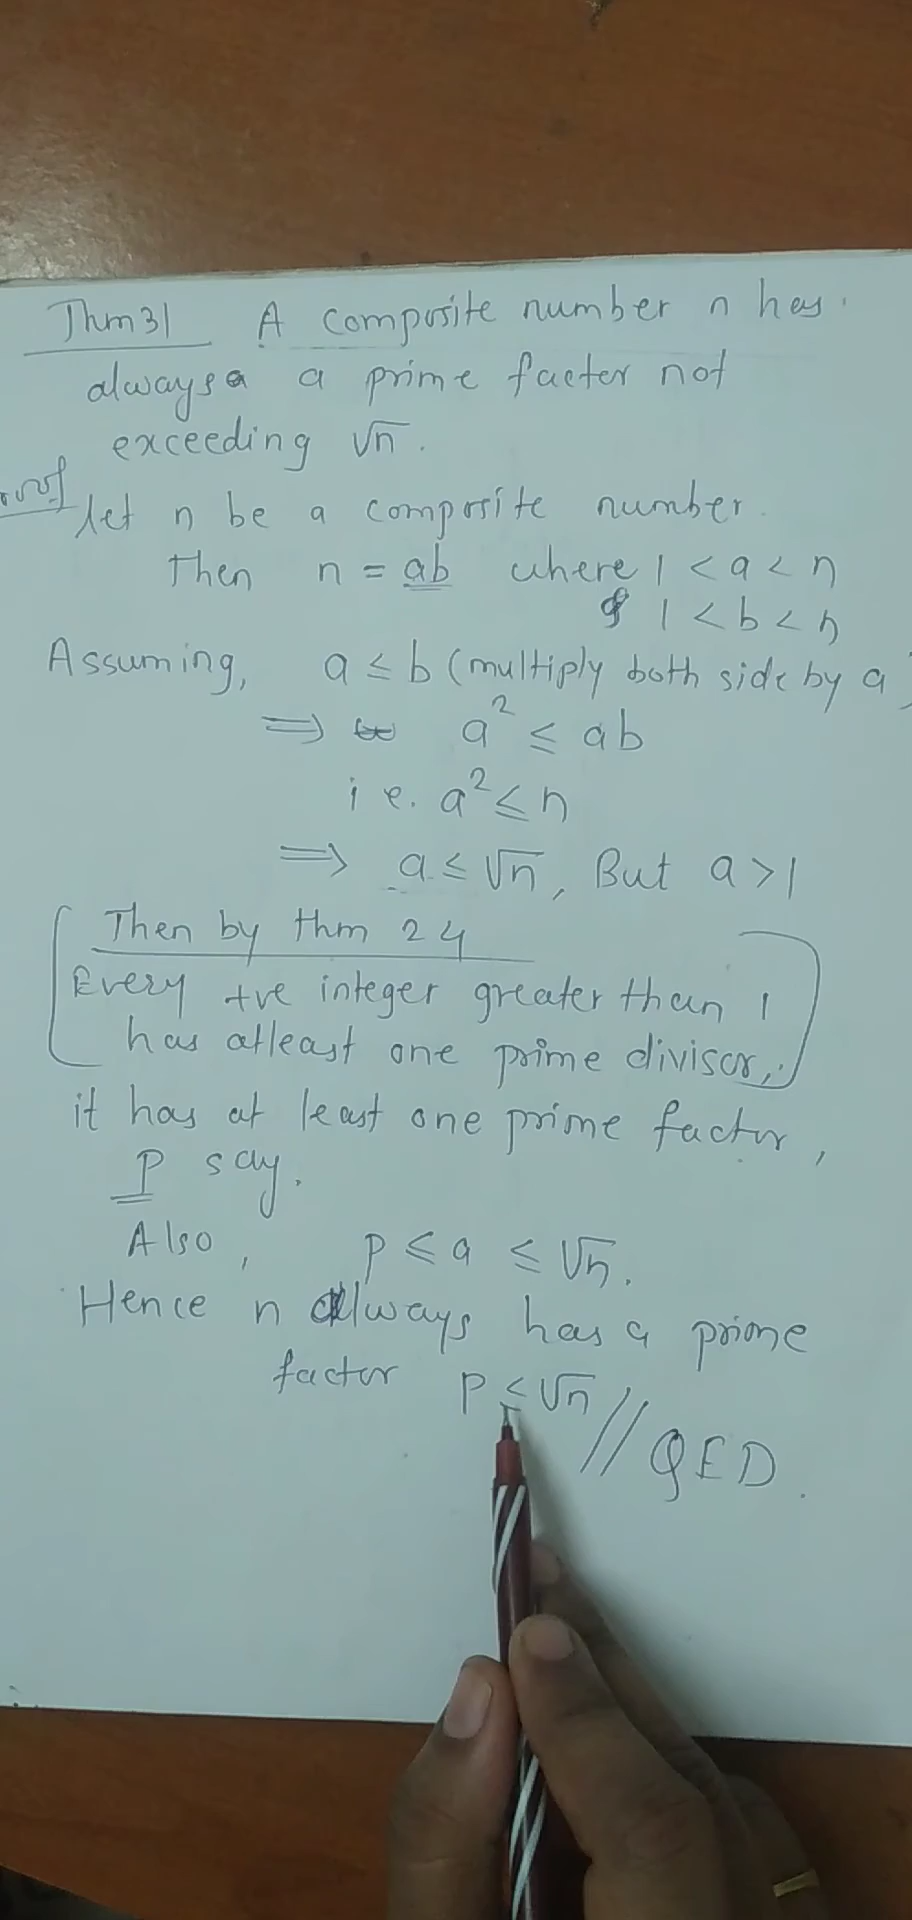 Thm 31 A composite number n has
always a prime factor not
exceeding √n.
let n be a composite number.
Then n = ab where 1 < a < n
& 1 < b < n
Assuming, a ≤ b (multiply both side by a)
⇒ a² ≤ ab
i e. a² ≤ n
⇒ a ≤ √n, But a > 1
Then by thm 24
Every +ve integer greater than 1
has atleast one prime divisor,
it has at least one prime factor,
P say.
Also, p ≤ a ≤ √n.
Hence n always has a prime
factor p ≤ √n // QED.